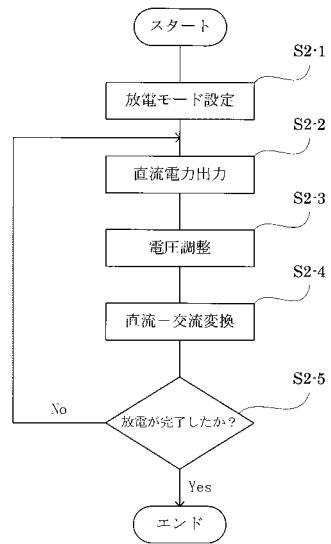 スタート
S2-1
放電モード設定
S2-2
直流電力出力
S2-3
電圧調整
S2-4
直流－交流変換
S2-5
放電が完了したか？
No
Yes
エンド